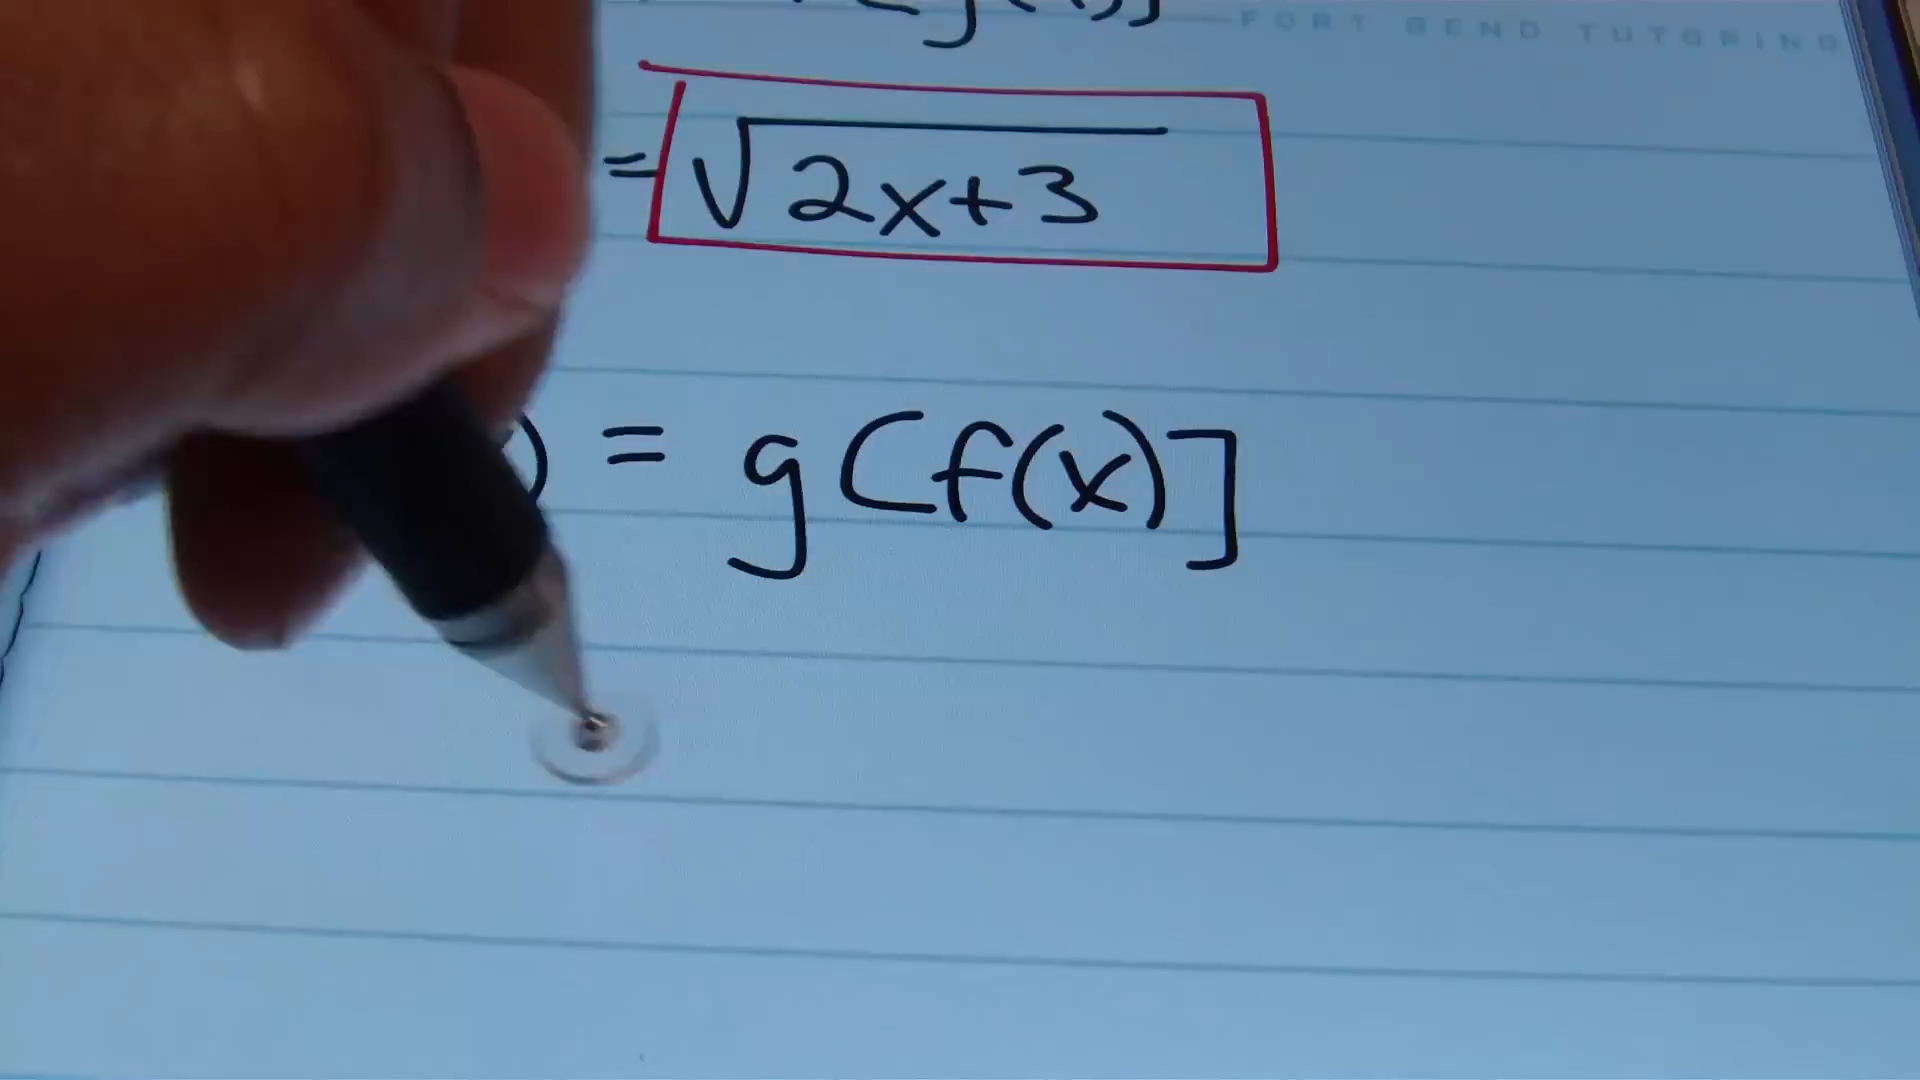 FORT BEND TUTORING
= √2x+3
) = g[f(x)]